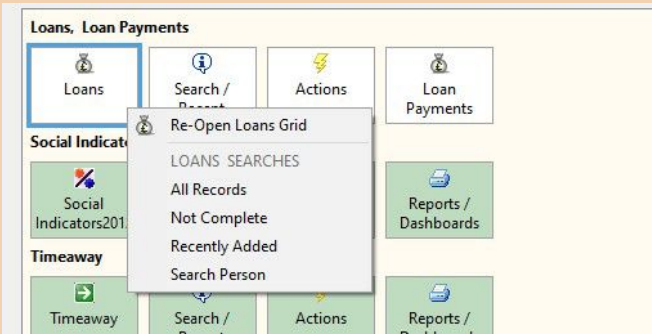 Loans, Loan Payments
Loans
Search /
Actions
Loan
Payments
Re-Open Loans Grid
LOANS SEARCHES
All Records
Not Complete
Recently Added
Search Person
Social
Social
Indicators201
Reports /
Dashboards
Timeaway
Timeaway
Search /
Actions
Reports /